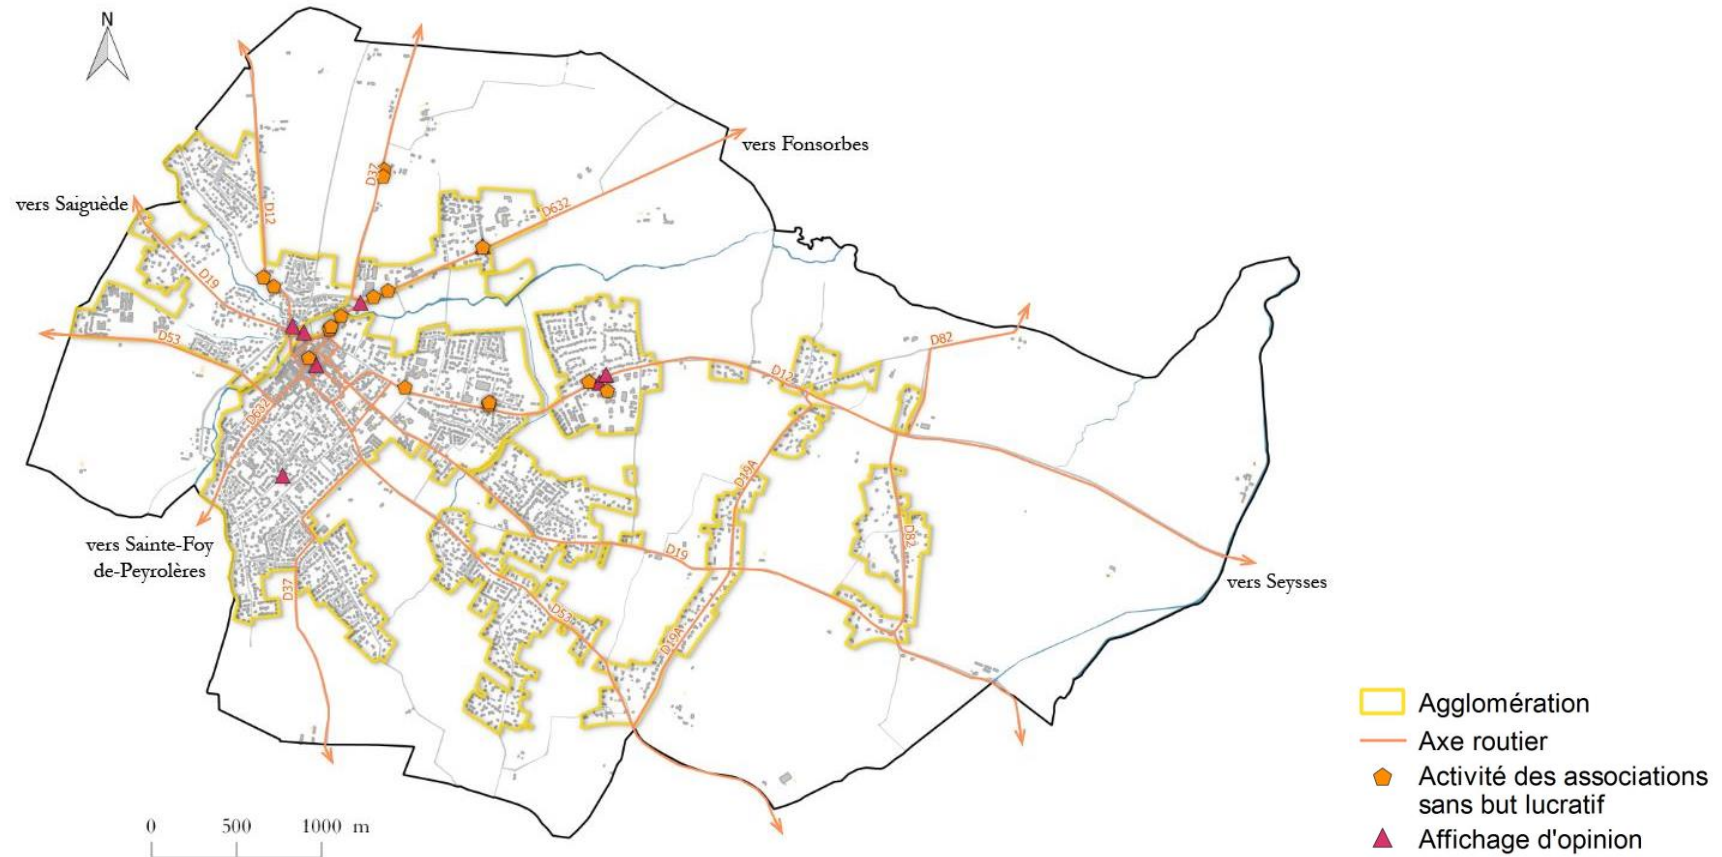 N
vers Fonsorbes
D37
vers Saiguède
D12
D632
D19
D53
D82
D12
D632
D19A
vers Sainte-Foy
de-Peyrolères
D82
D19
vers Seysses
D37
D53
D19A
Agglomération
Axe routier
Activité des associations
sans but lucratif
Affichage d'opinion
0 500 1000 m